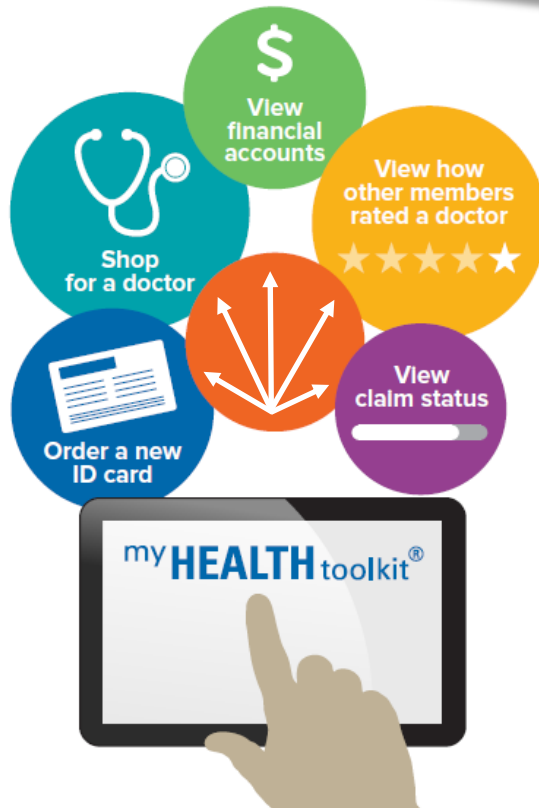 $
View
financial
accounts
Shop
for a doctor
View how
other members
rated a doctor
Order a new
ID card
View
claim status
my HEALTH toolkit®